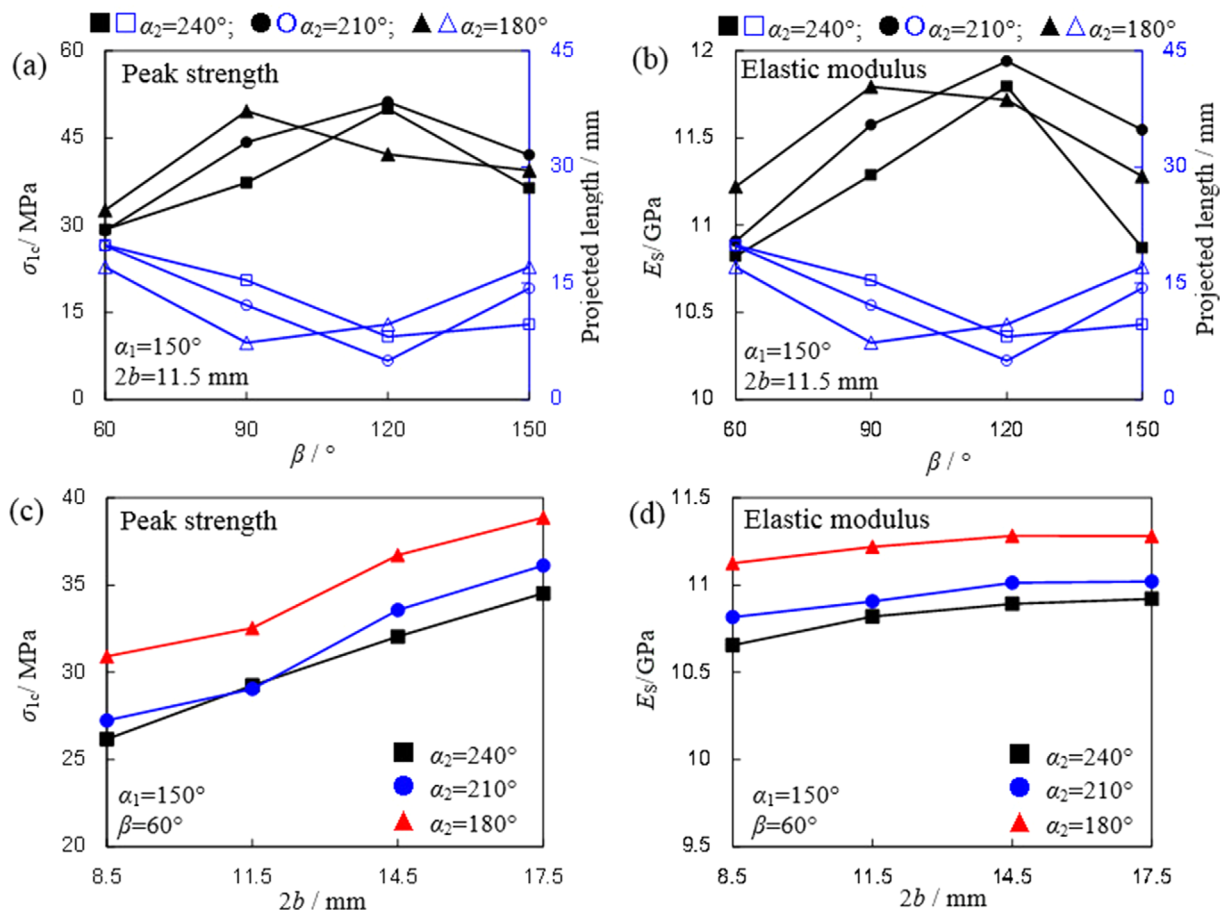 α2=240°; α2=210°; α2=180°
(a)
Peak strength
60
45
30
15
0
σ1c/ MPa
45
30
15
0
Projected length / mm
α1=150°
2b=11.5 mm
60 90 120 150
β / °
α2=240°; α2=210°; α2=180°
(b)
Elastic modulus
12
11.5
11
10.5
10
ES/ GPa
45
30
15
0
Projected length / mm
α1=150°
2b=11.5 mm
60 90 120 150
β / °
(c)
Peak strength
40
35
30
25
20
σ1c/ MPa
α2=240°
α2=210°
α2=180°
α1=150°
β=60°
8.5 11.5 14.5 17.5
2b / mm
(d)
Elastic modulus
11.5
11
10.5
10
9.5
ES/ GPa
α2=240°
α2=210°
α2=180°
α1=150°
β=60°
8.5 11.5 14.5 17.5
2b / mm